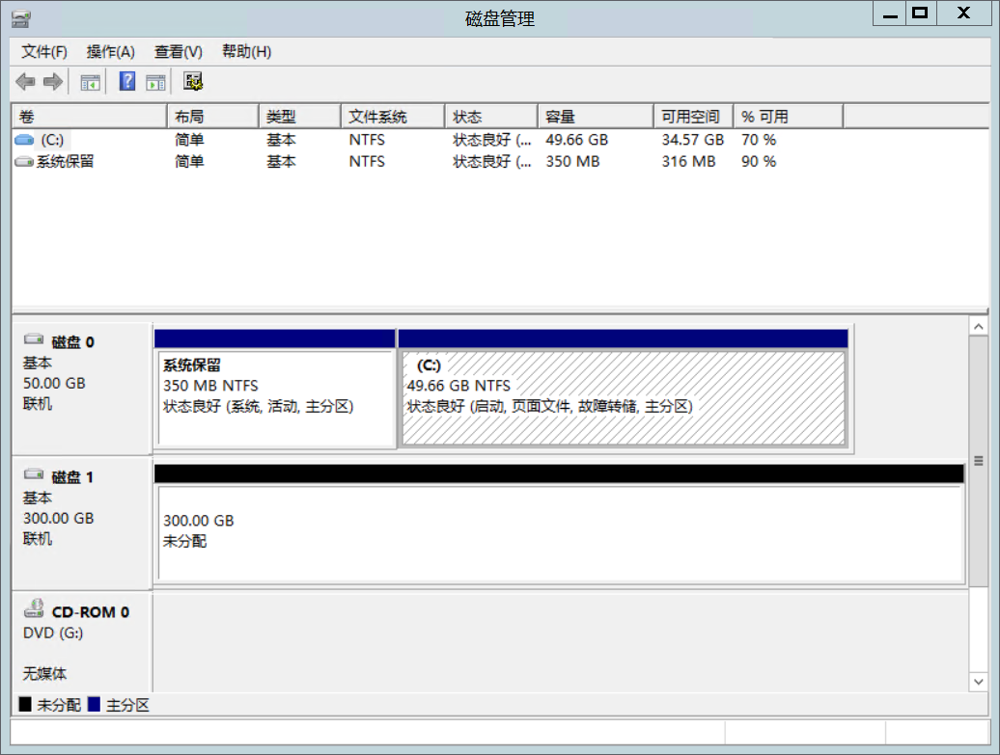 磁盘管理
文件(F) 操作(A) 查看(V) 帮助(H)
卷 布局 类型 文件系统 状态 容量 可用空间 % 可用
(C:) 简单 基本 NTFS 状态良好 (... 49.66 GB 34.57 GB 70 %
系统保留 简单 基本 NTFS 状态良好 (... 350 MB 316 MB 90 %
磁盘 0
基本
50.00 GB
联机
系统保留
350 MB NTFS
状态良好 (系统, 活动, 主分区)
(C:)
49.66 GB NTFS
状态良好 (启动, 页面文件, 故障转储, 主分区)
磁盘 1
基本
300.00 GB
联机
300.00 GB
未分配
CD-ROM 0
DVD (G:)
无媒体
未分配 主分区